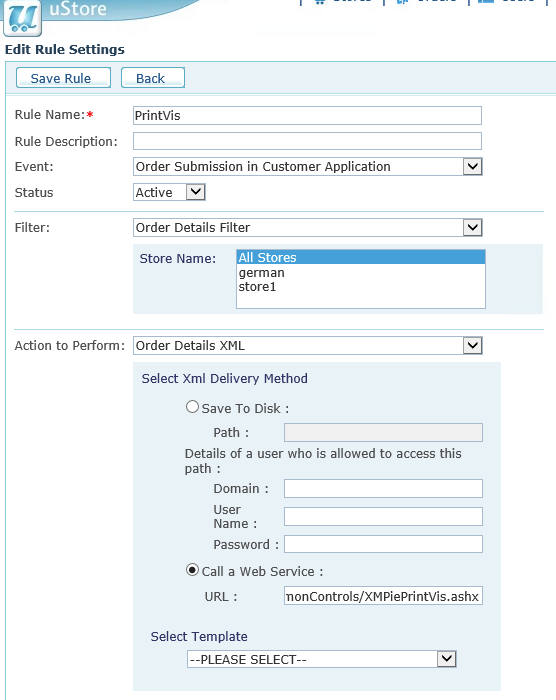 uStore
Edit Rule Settings
Save Rule Back
Rule Name:* PrintVis
Rule Description:
Event: Order Submission in Customer Application
Status Active
Filter: Order Details Filter
Store Name: All Stores
german
store1
Action to Perform: Order Details XML
Select Xml Delivery Method
Save To Disk :
Path :
Details of a user who is allowed to access this
path :
Domain :
User
Name :
Password :
Call a Web Service :
URL : monControls/XMPiePrintVis.ashx
Select Template
--PLEASE SELECT--